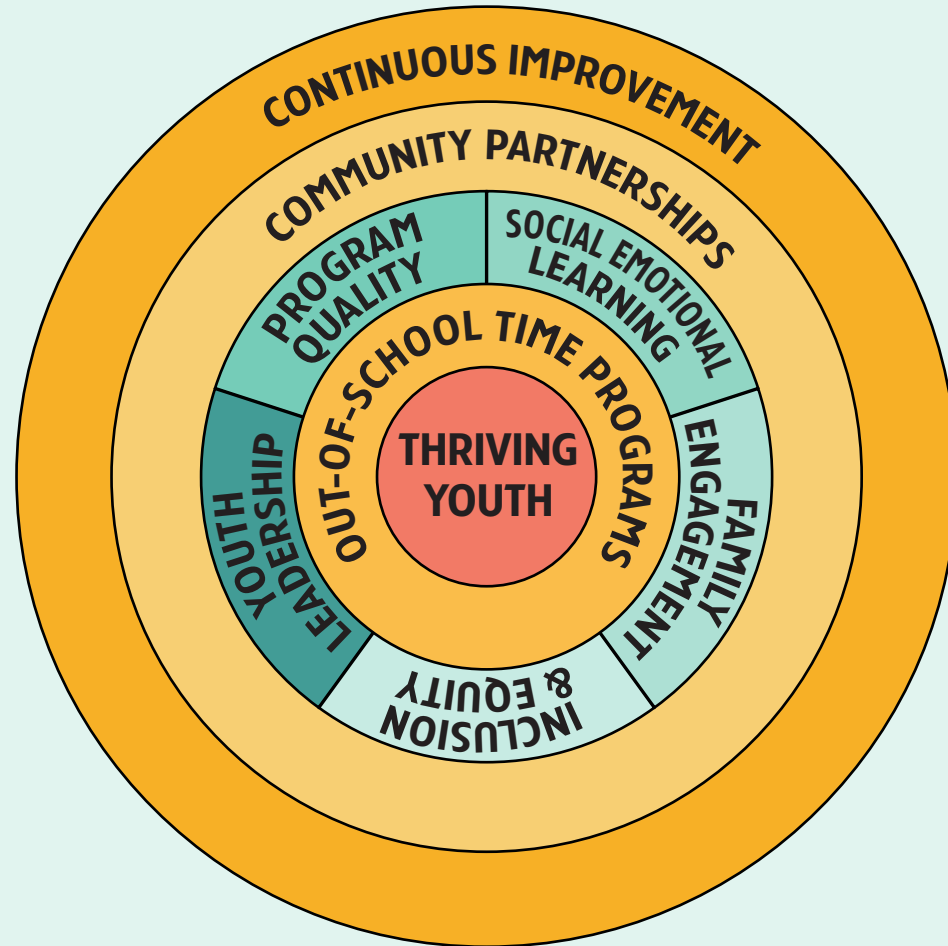 CONTINUOUS IMPROVEMENT
COMMUNITY PARTNERSHIPS
PROGRAM
QUALITY
SOCIAL EMOTIONAL
LEARNING
FAMILY
ENGAGEMENT
INCLUSION
& EQUITY
YOUTH
LEADERSHIP
OUT-OF-SCHOOL TIME PROGRAMS
THRIVING
YOUTH